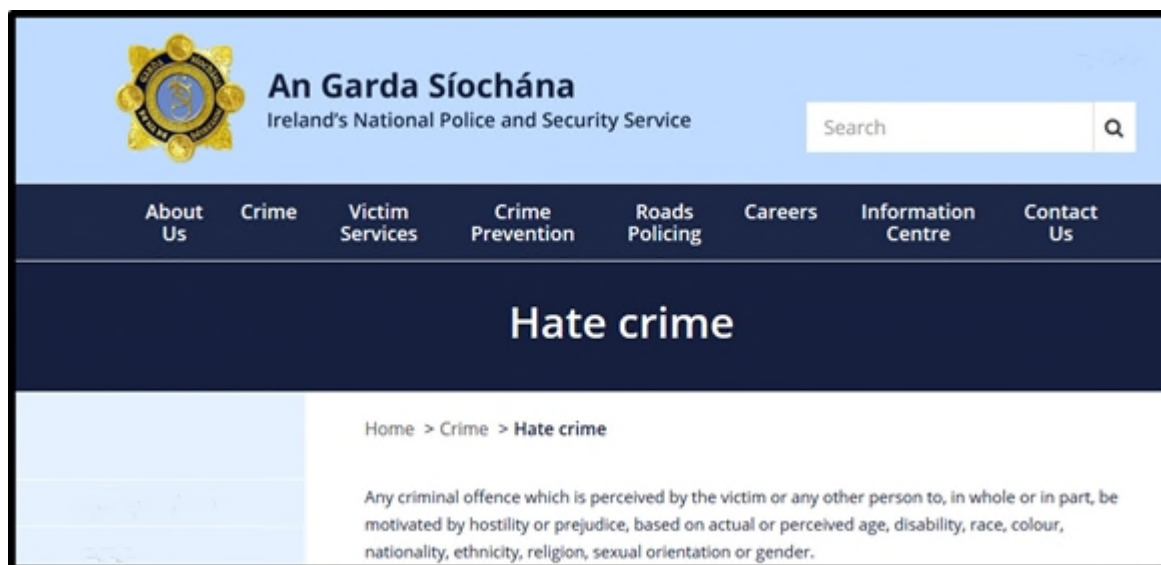 An Garda Síochána
Ireland's National Police and Security Service
Search
About Us
Crime
Victim Services
Crime Prevention
Roads Policing
Careers
Information Centre
Contact Us
Hate crime
Home > Crime > Hate crime
Any criminal offence which is perceived by the victim or any other person to, in whole or in part, be
motivated by hostility or prejudice, based on actual or perceived age, disability, race, colour,
nationality, ethnicity, religion, sexual orientation or gender.